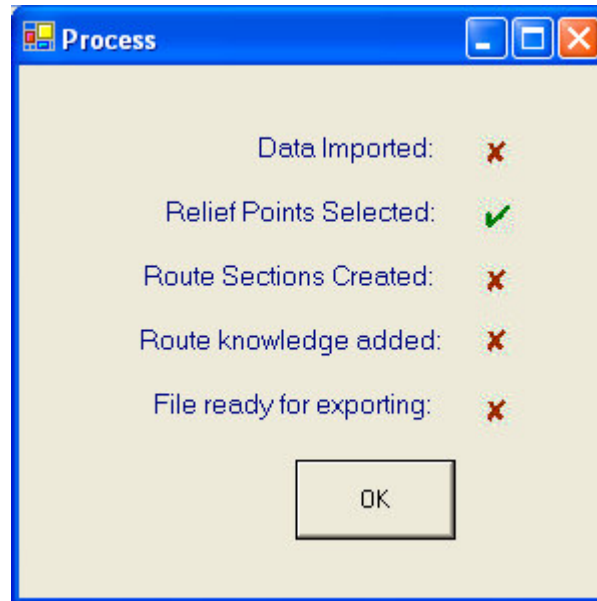 Process
Data Imported:
Relief Points Selected:
Route Sections Created:
Route knowledge added:
File ready for exporting:
OK